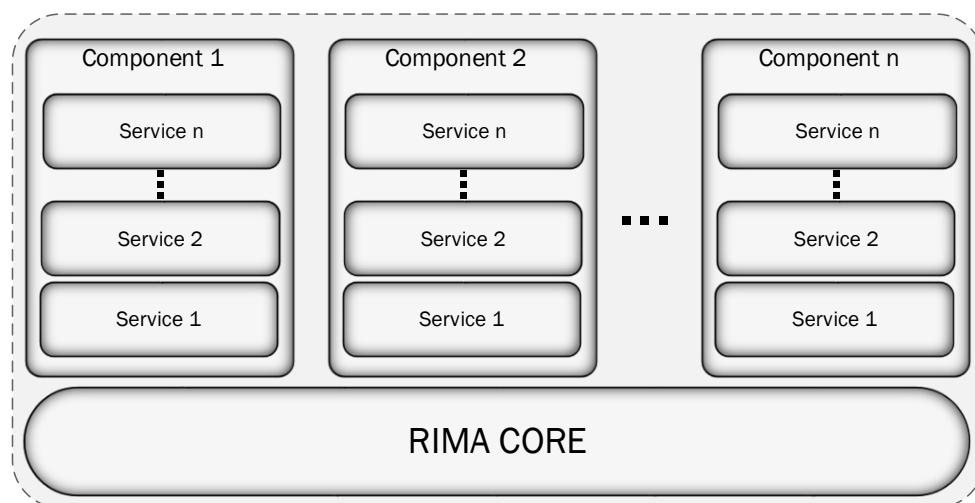 Component 1
Service n
Service 2
Service 1
Component 2
Service n
Service 2
Service 1
Component n
Service n
Service 2
Service 1
RIMA CORE